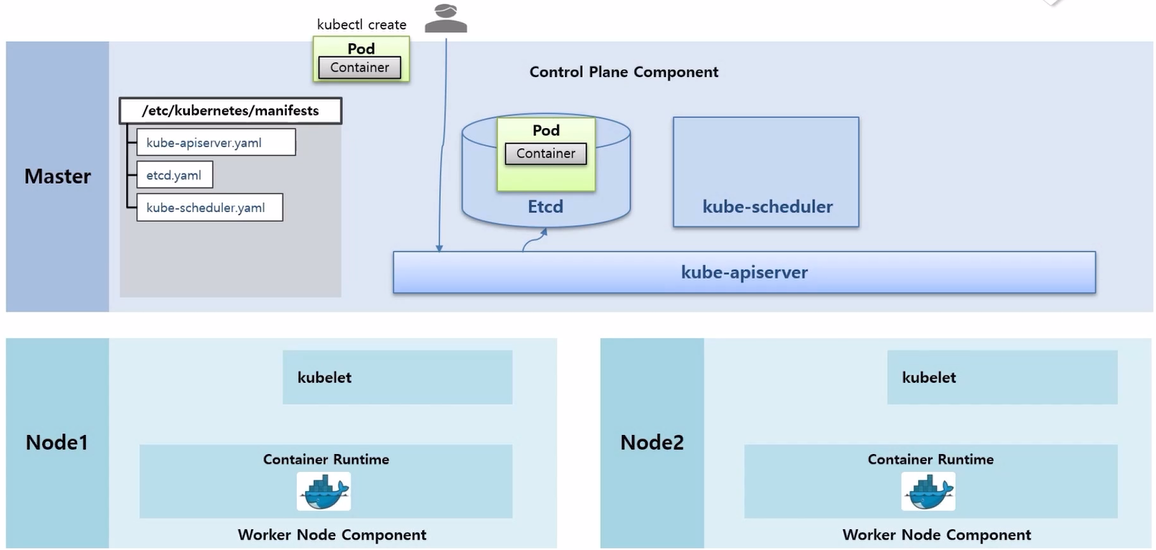 kubectl create
Pod
Container
Control Plane Component
/etc/kubernetes/manifests
kube-apiserver.yaml
etcd.yaml
kube-scheduler.yaml
Master
Pod
Container
Etcd
kube-scheduler
kube-apiserver
Node1
kubelet
Container Runtime
Worker Node Component
Node2
kubelet
Container Runtime
Worker Node Component